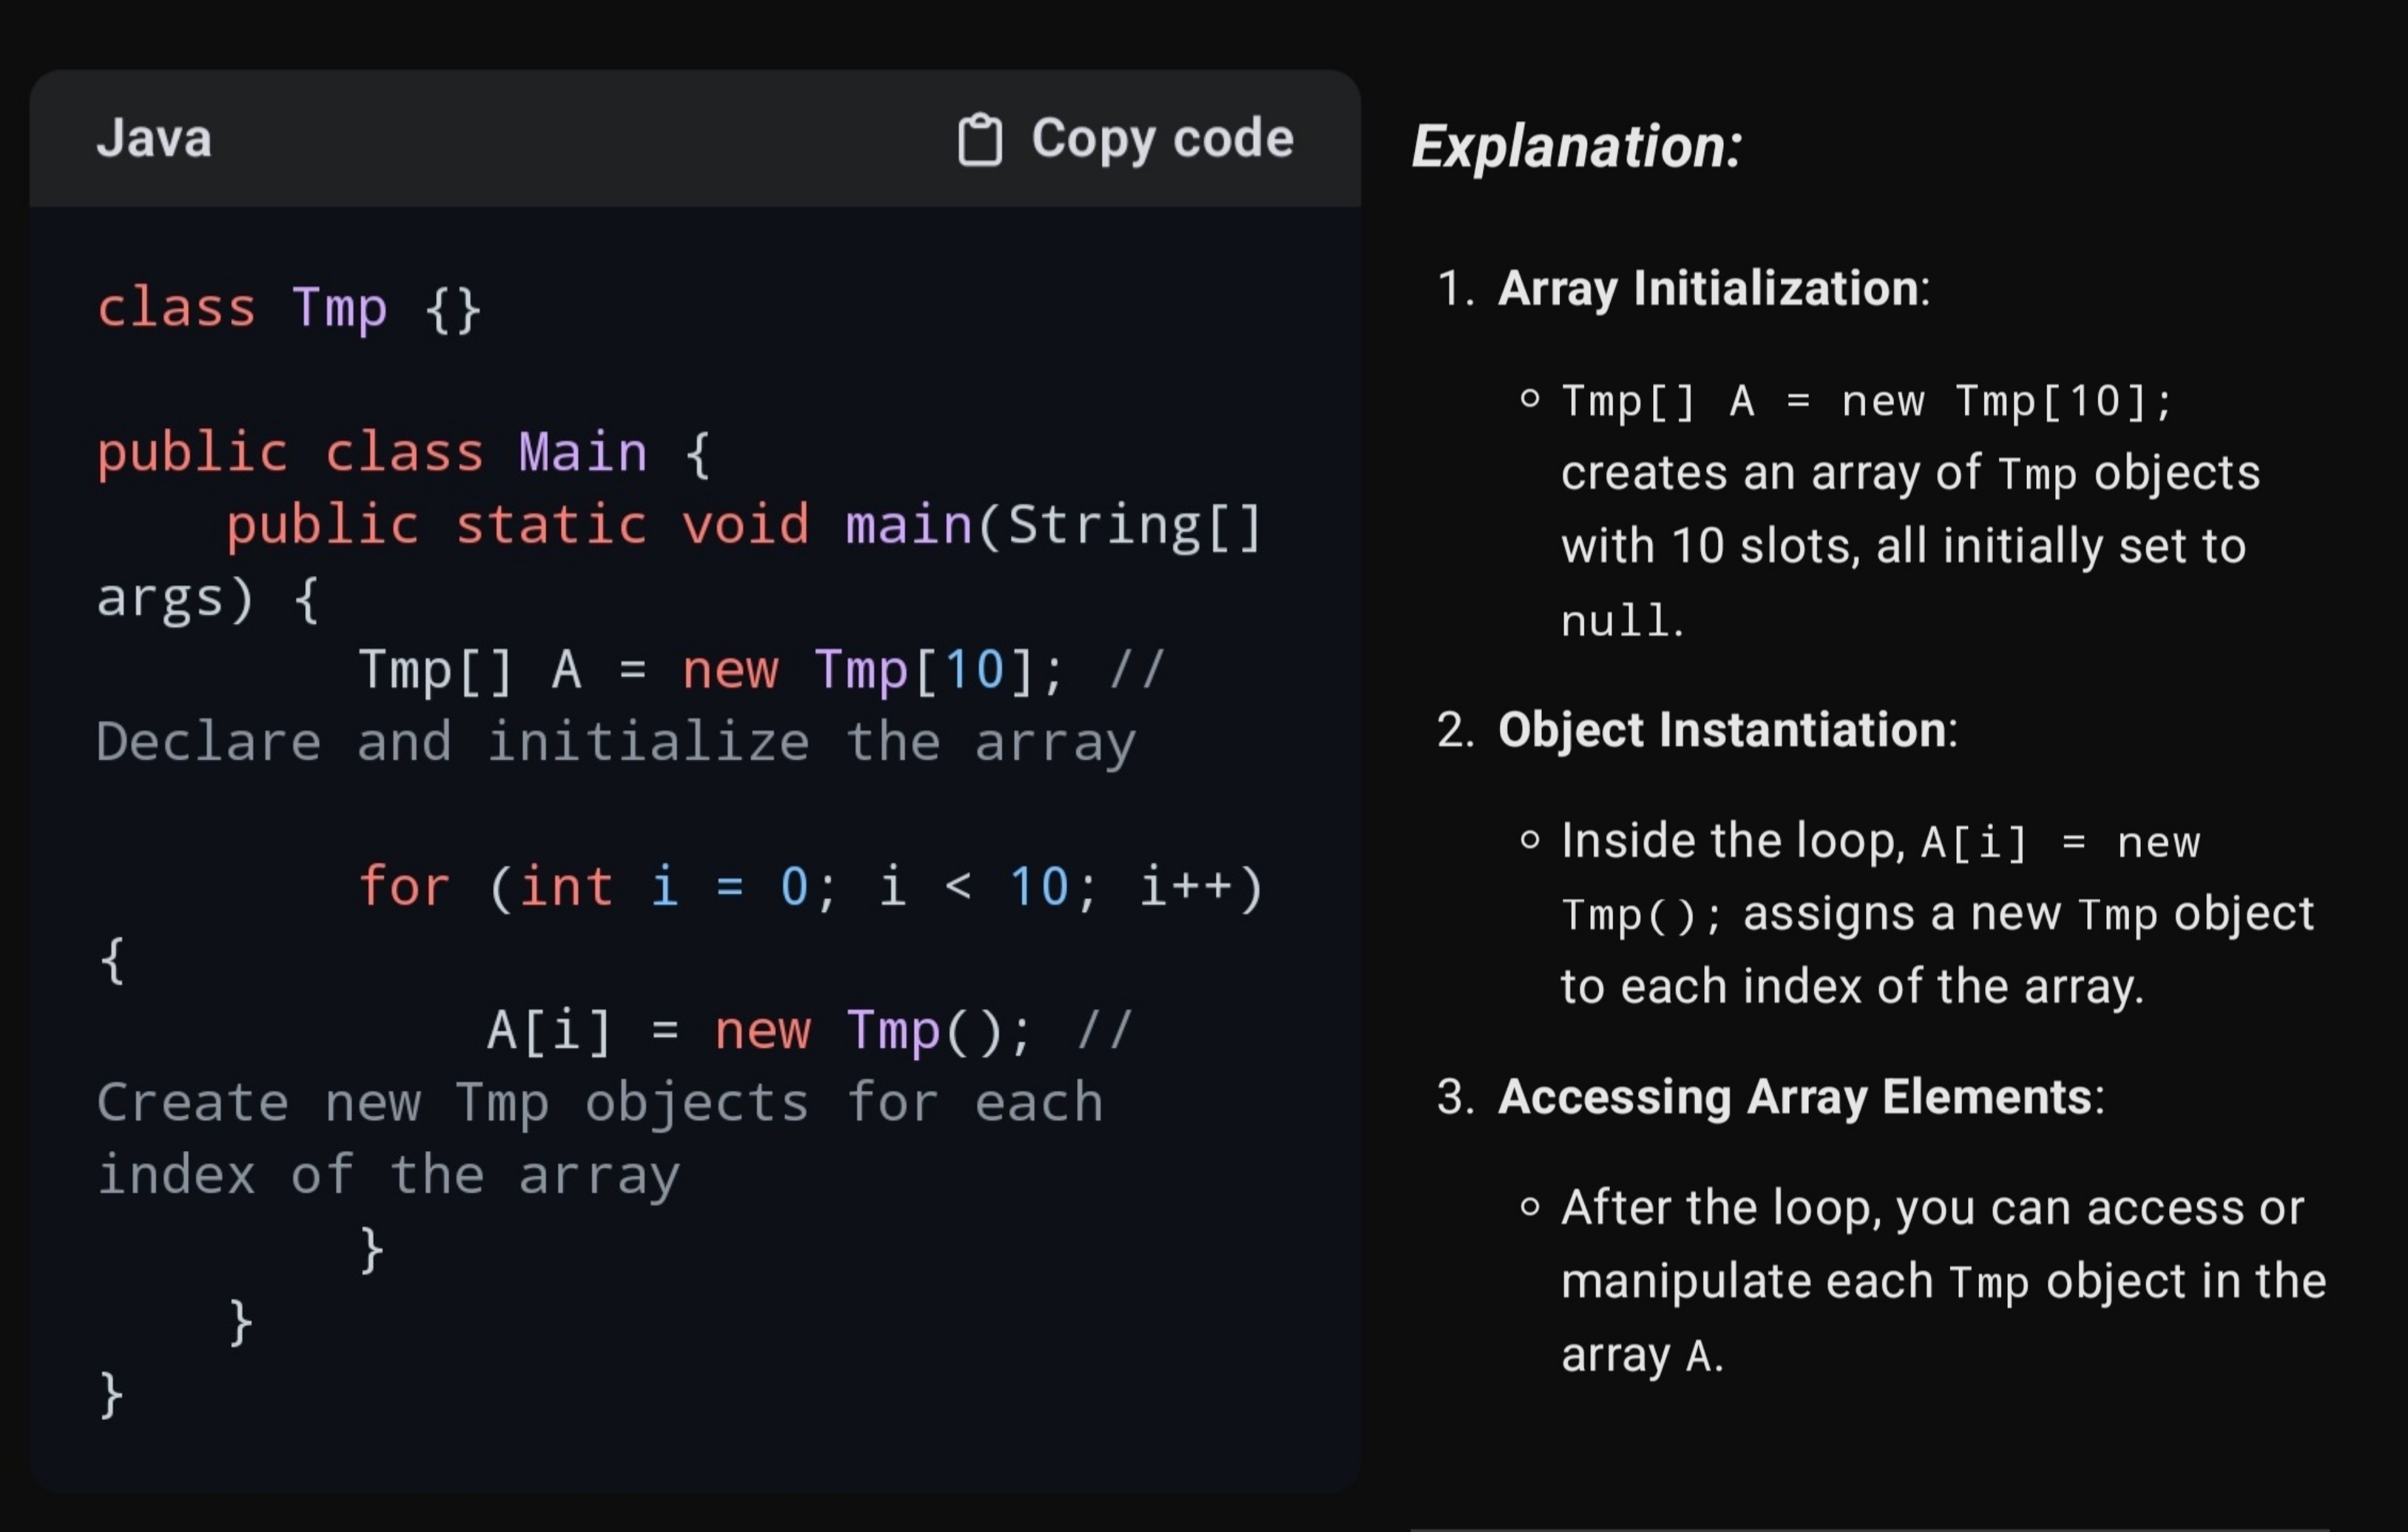 Java
Copy code
class Tmp {}
public class Main {
    public static void main(String[]
args) {
        Tmp[] A = new Tmp[10]; //
Declare and initialize the array
        for (int i = 0; i < 10; i++)
{
            A[i] = new Tmp(); //
Create new Tmp objects for each
index of the array
        }
    }
}
Explanation:
1. Array Initialization:
○ Tmp[] A = new Tmp[10];
creates an array of Tmp objects
with 10 slots, all initially set to
null.
2. Object Instantiation:
○ Inside the loop, A[i] = new
Tmp(); assigns a new Tmp object
to each index of the array.
3. Accessing Array Elements:
○ After the loop, you can access or
manipulate each Tmp object in the
array A.